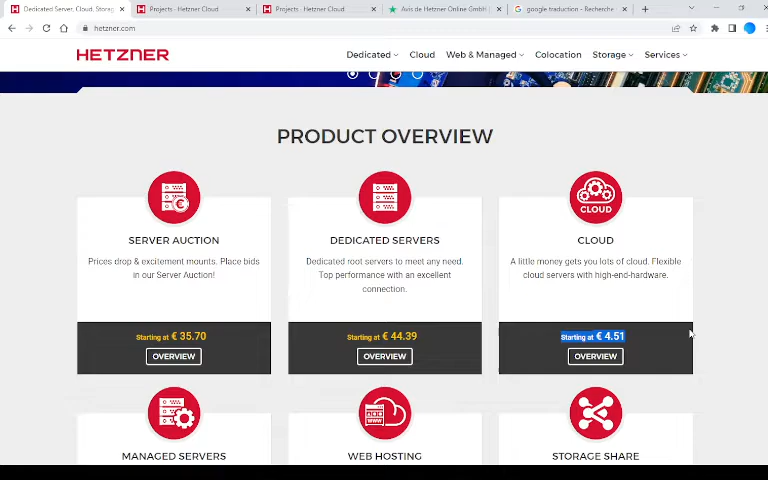 Dedicated Server, Cloud, Storag
Projects - Hetzner Cloud
Projects - Hetzner Cloud
Avis de Hetzner Online GmbH
google traduction - Recherche
hetzner.com
HETZNER
Dedicated
Cloud
Web & Managed
Colocation
Storage
Services
PRODUCT OVERVIEW
SERVER AUCTION
Prices drop & excitement mounts. Place bids
in our Server Auction!
Starting at € 35.70
OVERVIEW
DEDICATED SERVERS
Dedicated root servers to meet any need.
Top performance with an excellent
connection.
Starting at € 44.39
OVERVIEW
CLOUD
CLOUD
A little money gets you lots of cloud. Flexible
cloud servers with high-end-hardware.
Starting at € 4.51
OVERVIEW
MANAGED SERVERS
WWW
WEB HOSTING
STORAGE SHARE